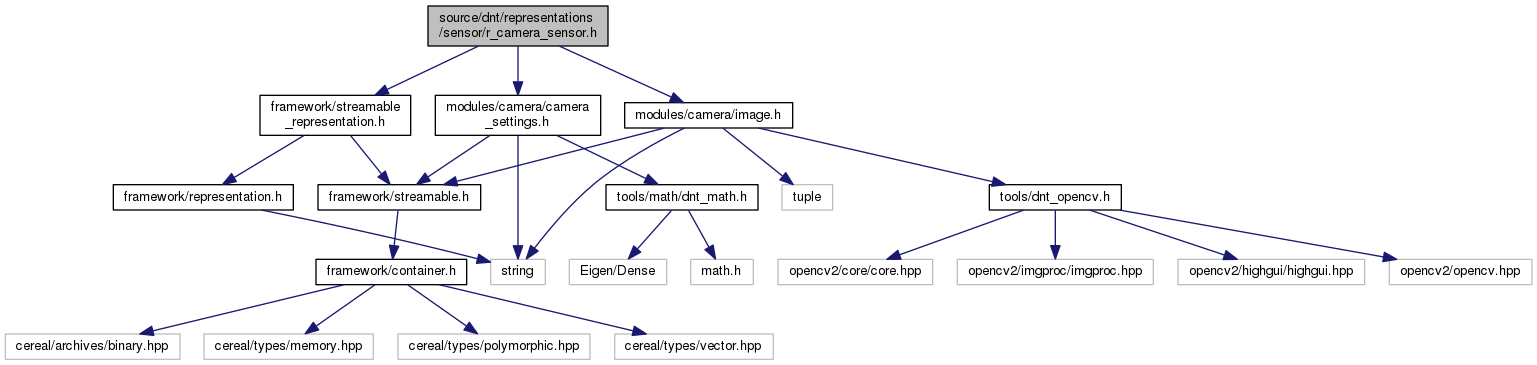 source/dnt/representations
/sensor/r_camera_sensor.h
framework/streamable
_representation.h
modules/camera/camera
_settings.h
modules/camera/image.h
framework/representation.h
framework/streamable.h
tools/math/dnt_math.h
tuple
tools/dnt_opencv.h
framework/container.h
string
Eigen/Dense
math.h
opencv2/core/core.hpp
opencv2/imgproc/imgproc.hpp
opencv2/highgui/highgui.hpp
opencv2/opencv.hpp
cereal/archives/binary.hpp
cereal/types/memory.hpp
cereal/types/polymorphic.hpp
cereal/types/vector.hpp